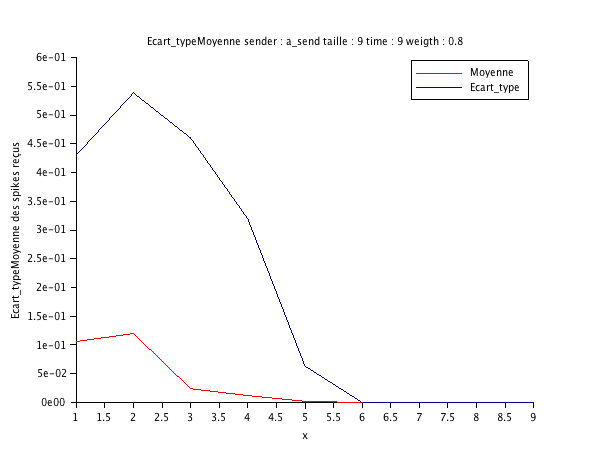 Ecart_typeMoyenne sender : a_send taille : 9 time : 9 weigth : 0.8
Moyenne
Ecart_type
Ecart_typeMoyenne des spikes reçus
6e-01
5.5e-01
5e-01
4.5e-01
4e-01
3.5e-01
3e-01
2.5e-01
2e-01
1.5e-01
1e-01
5e-02
0e00
1 1.5 2 2.5 3 3.5 4 4.5 5 5.5 6 6.5 7 7.5 8 8.5 9
x